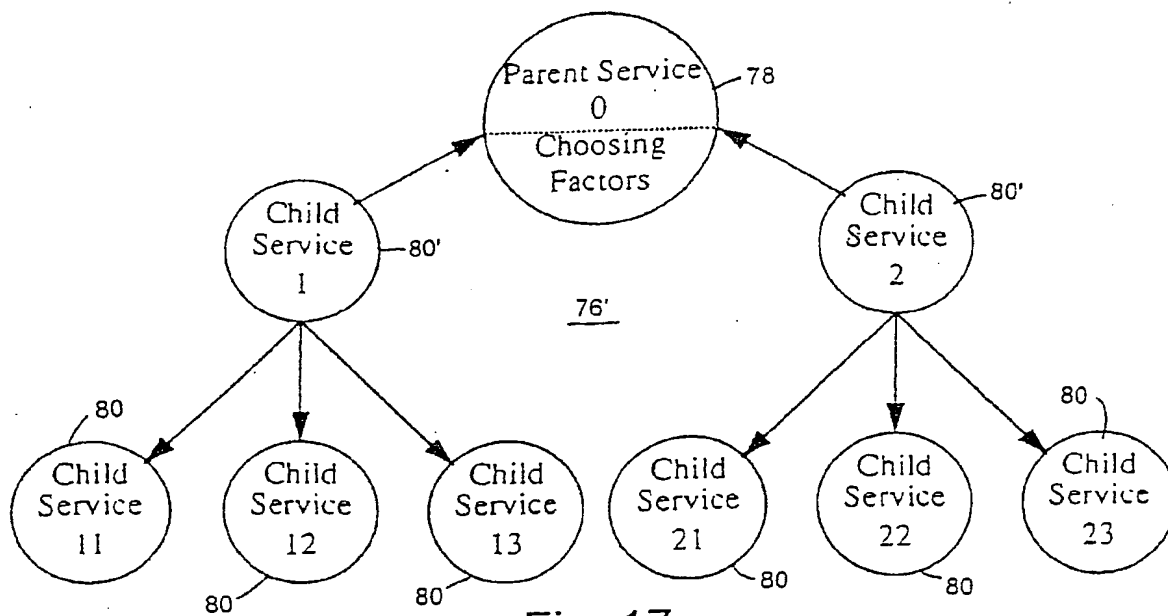 Parent Service
0
Choosing
Factors
78
Child
Service
1
80'
Child
Service
2
80'
76'
Child
Service
11
80
Child
Service
12
80
Child
Service
13
80
Child
Service
21
80
Child
Service
22
80
Child
Service
23
80